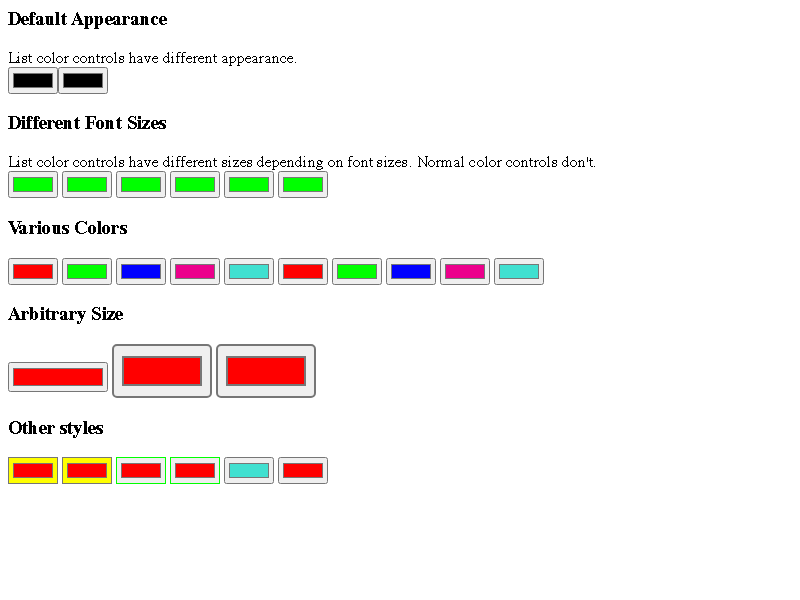 Default Appearance
List color controls have different appearance.
Different Font Sizes
List color controls have different sizes depending on font sizes. Normal color controls don't.
Various Colors
Arbitrary Size
Other styles